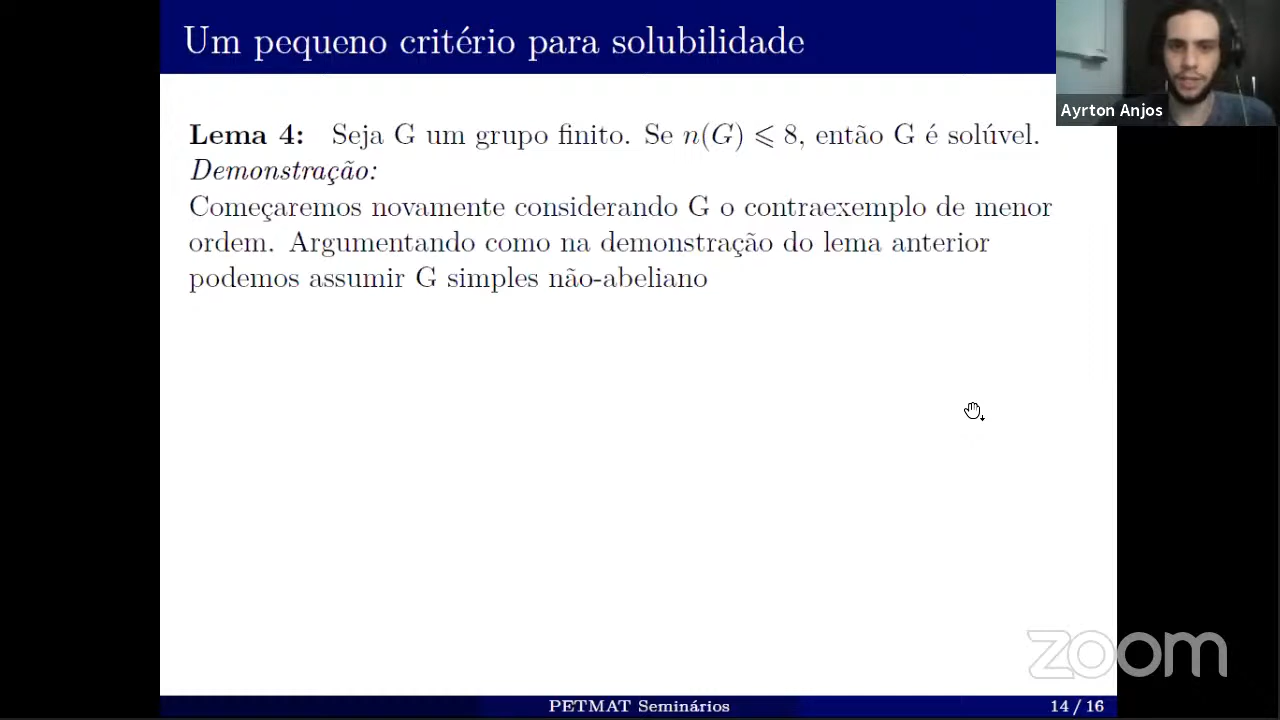 Um pequeno critério para solubilidade
Ayrton Anjos
Lema 4: Seja G um grupo finito. Se n(G) ⩽ 8, então G é solúvel.
Demonstração:
Começaremos novamente considerando G o contraexemplo de menor
ordem. Argumentando como na demonstração do lema anterior
podemos assumir G simples não-abeliano
zoom
PETMAT Seminários
14 / 16